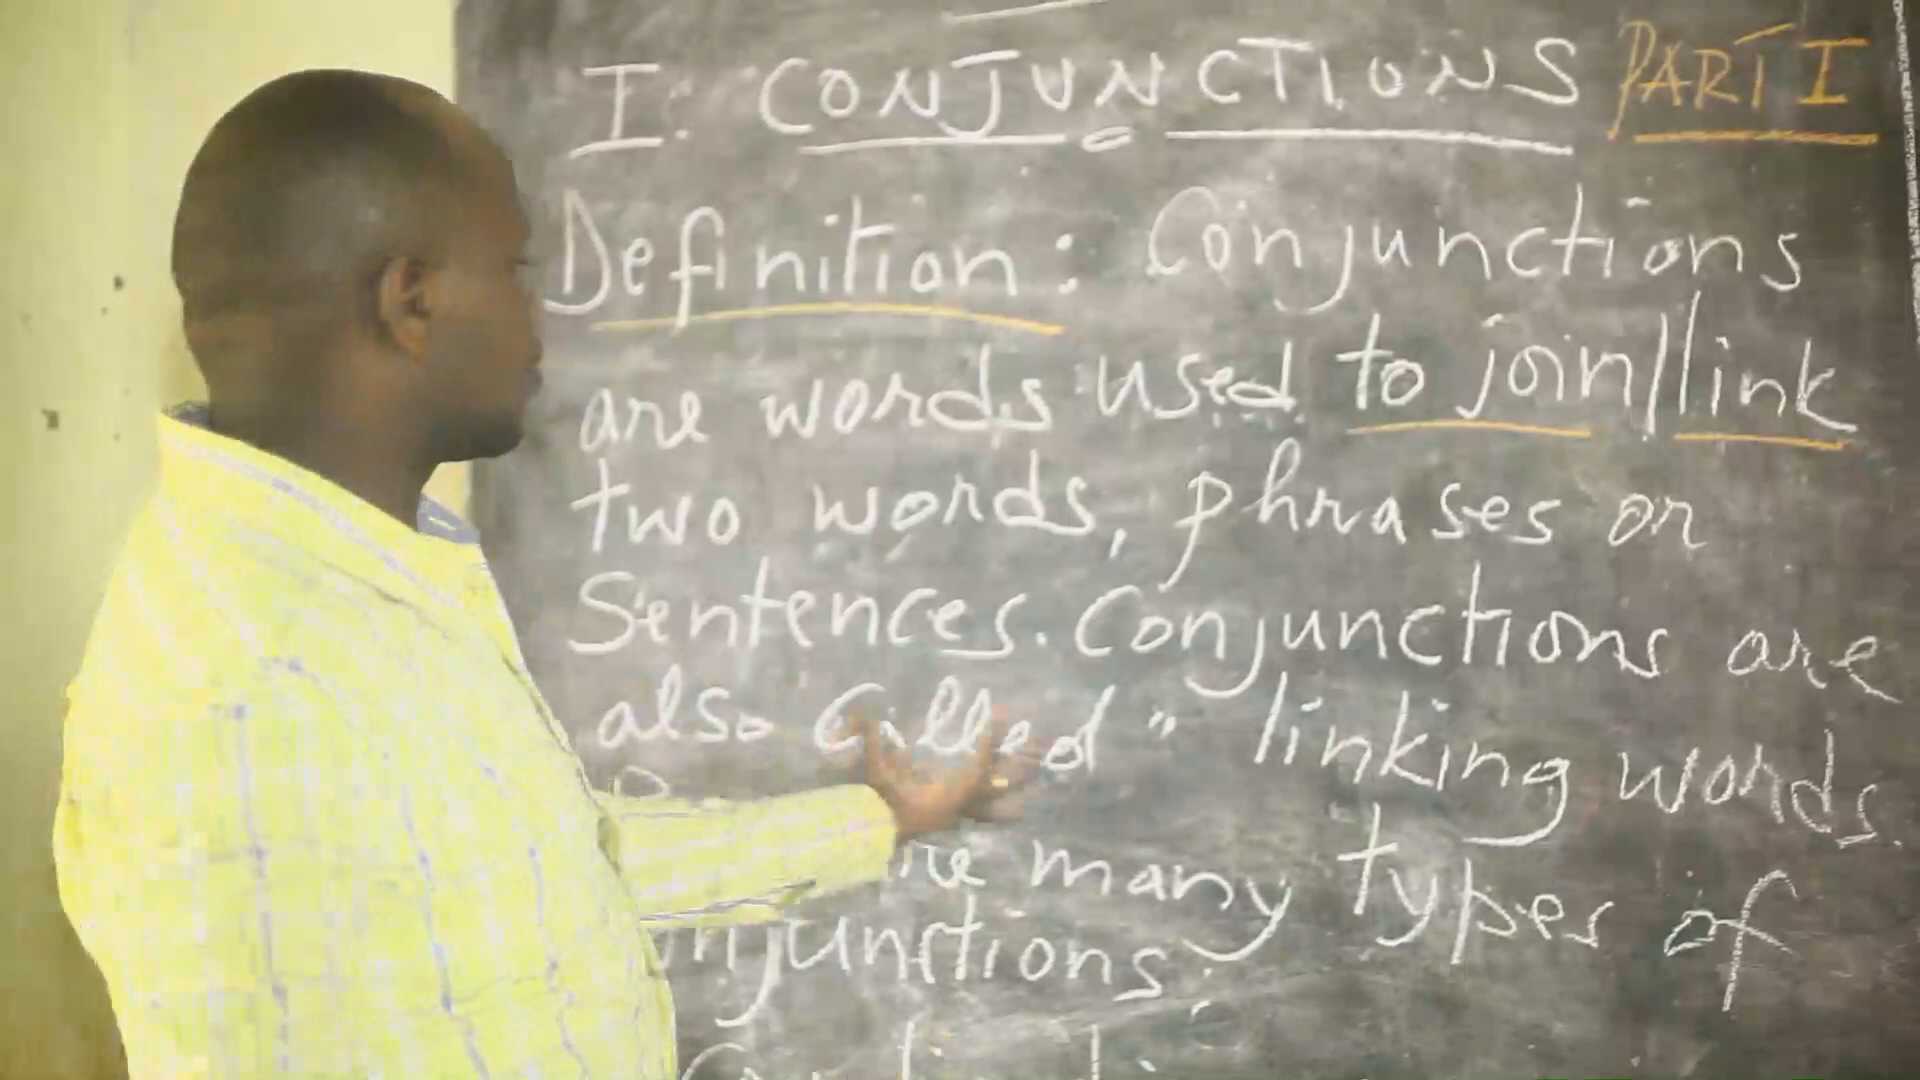 I. CONJUNCTIONS PART I
Definition: Conjunctions
are words used to join/link
two words, phrases or
Sentences. Conjunctions are
also Called " linking words.
many types of
Conjunctions: